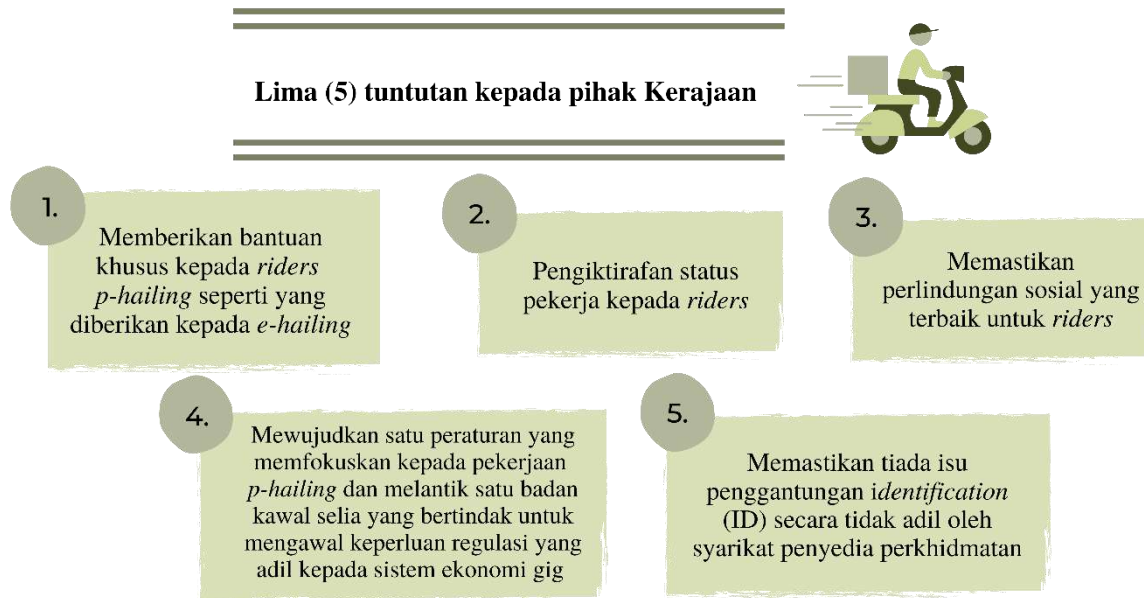 Lima (5) tuntutan kepada pihak Kerajaan
1.
Memberikan bantuan
khusus kepada riders
p-hailing seperti yang
diberikan kepada e-hailing
2.
Pengiktirafan status
pekerja kepada riders
3.
Memastikan
perlindungan sosial yang
terbaik untuk riders
4.
Mewujudkan satu peraturan yang
memfokuskan kepada pekerjaan
p-hailing dan melantik satu badan
kawal selia yang bertindak untuk
mengawal keperluan regulasi yang
adil kepada sistem ekonomi gig
5.
Memastikan tiada isu
penggantungan identification
(ID) secara tidak adil oleh
syarikat penyedia perkhidmatan